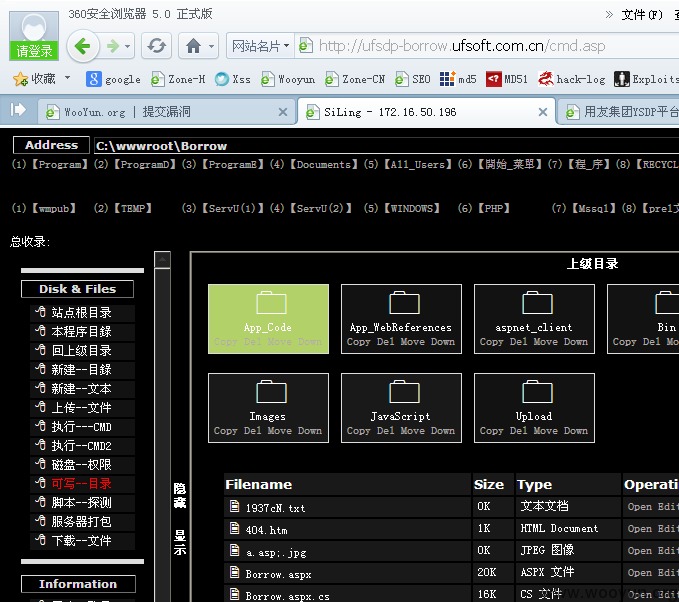 360安全浏览器 5.0 正式版
» 文件(F)
请登录
网站名片
http://ufsdp-borrow.ufsoft.com.cn/cmd.asp
收藏 google Zone-H Xss Wooyun Zone-CN SEO md5 MD51 hack-log Exploits
WooYun.org | 提交漏洞
SiLing - 172.16.50.196
用友集团YSDP平台
Address C:\wwwroot\Borrow
(1)【Program】 (2)【ProgramD】 (3)【ProgramE】 (4)【Documents】 (5)【All_Users】 (6)【開始_菜單】 (7)【程_序】 (8)【RECYCL
(1)【wmpub】 (2)【TEMP】 (3)【ServU(1)】 (4)【ServU(2)】 (5)【WINDOWS】 (6)【PHP】 (7)【Mssql】 (8)【prel文
总收录:
Disk & Files
站点根目录
本程序目録
回上级目录
新建--目録
新建--文本
上传--文件
执行---CMD
执行--CMD2
磁盘--权限
可写--目录
脚本--探测
服务器打包
下载--文件
Information
隐藏
显示
上级目录
App_Code
Copy Del Move Down
App_WebReferences
Copy Del Move Down
aspnet_client
Copy Del Move Down
Bin
Copy Del Mo
Images
Copy Del Move Down
JavaScript
Copy Del Move Down
Upload
Copy Del Move Down
Filename Size Type Operati
1937cN.txt 0K 文本文档 Open Edi
404.htm 1K HTML Document Open Edi
a.asp;.jpg 0K JPEG 图像 Open Edi
Borrow.aspx 20K ASPX 文件 Open Edi
Borrow.aspx.cs 16K CS 文件 Open Edi